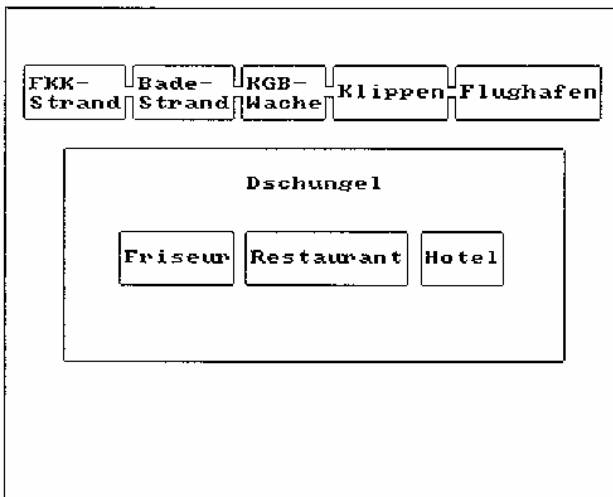 FKK-
Strand
Bade-
Strand
KGB-
Wache
Klippen
Flughafen
Dschungel
Friseur
Restaurant
Hotel